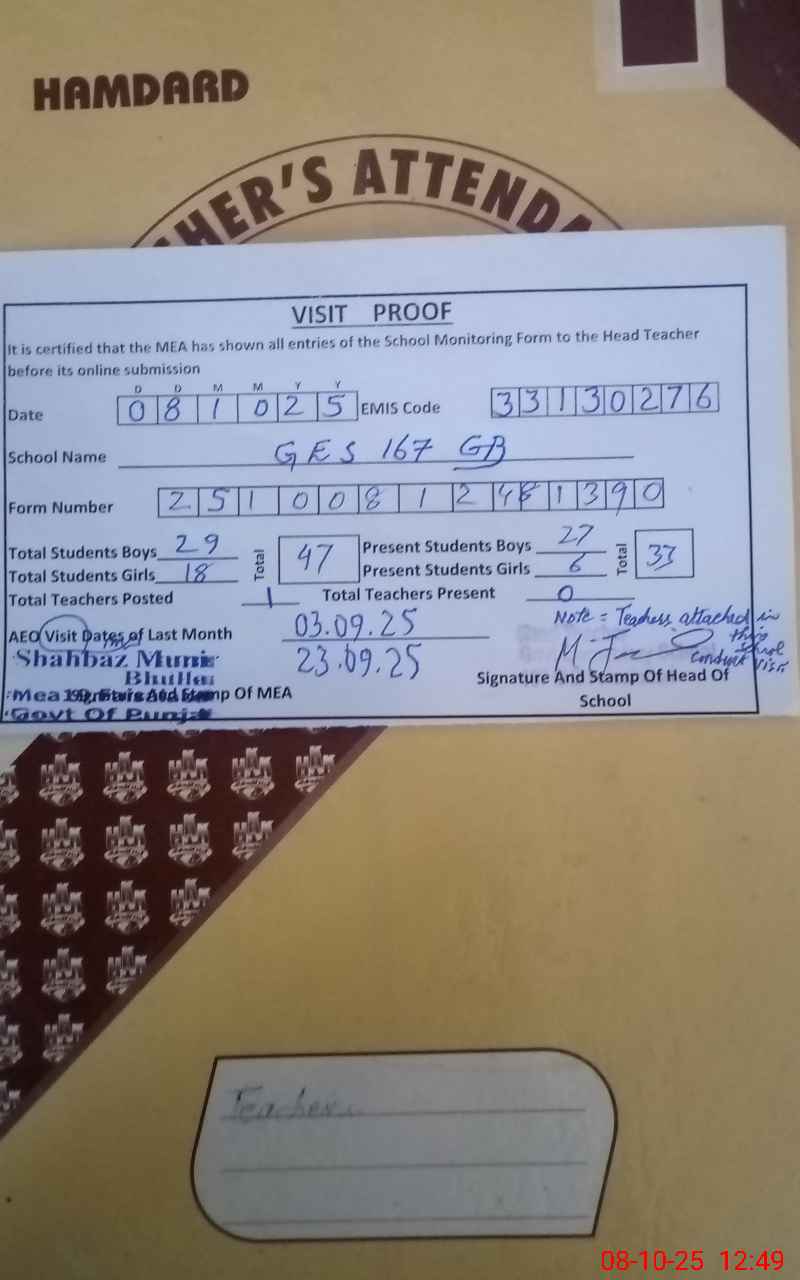 HAMDARD
HER'S ATTENDA
VISIT PROOF
It is certified that the MEA has shown all entries of the School Monitoring Form to the Head Teacher
before its online submission
D D M M Y Y
Date 0 8 1 0 2 5 EMIS Code 3 3 1 3 0 2 7 6
School Name GES 167 GB
Form Number 2 5 1 0 0 8 1 2 4 1 3 9 0
Total Students Boys 29 Total 47 Present Students Boys 27 Total 33
Total Students Girls 18 Present Students Girls 6
Total Teachers Posted 1 Total Teachers Present 0
AEO Visit Dates of Last Month 03.09.25
23.09.25
Note = Teachers attached in
this
school
conduct visit
Shahbaz Munir
Bhulla
Mea
Signature And Stamp Of MEA
Govt Of Punja
Signature And Stamp Of Head Of
School
Teacher
08-10-25 12:49